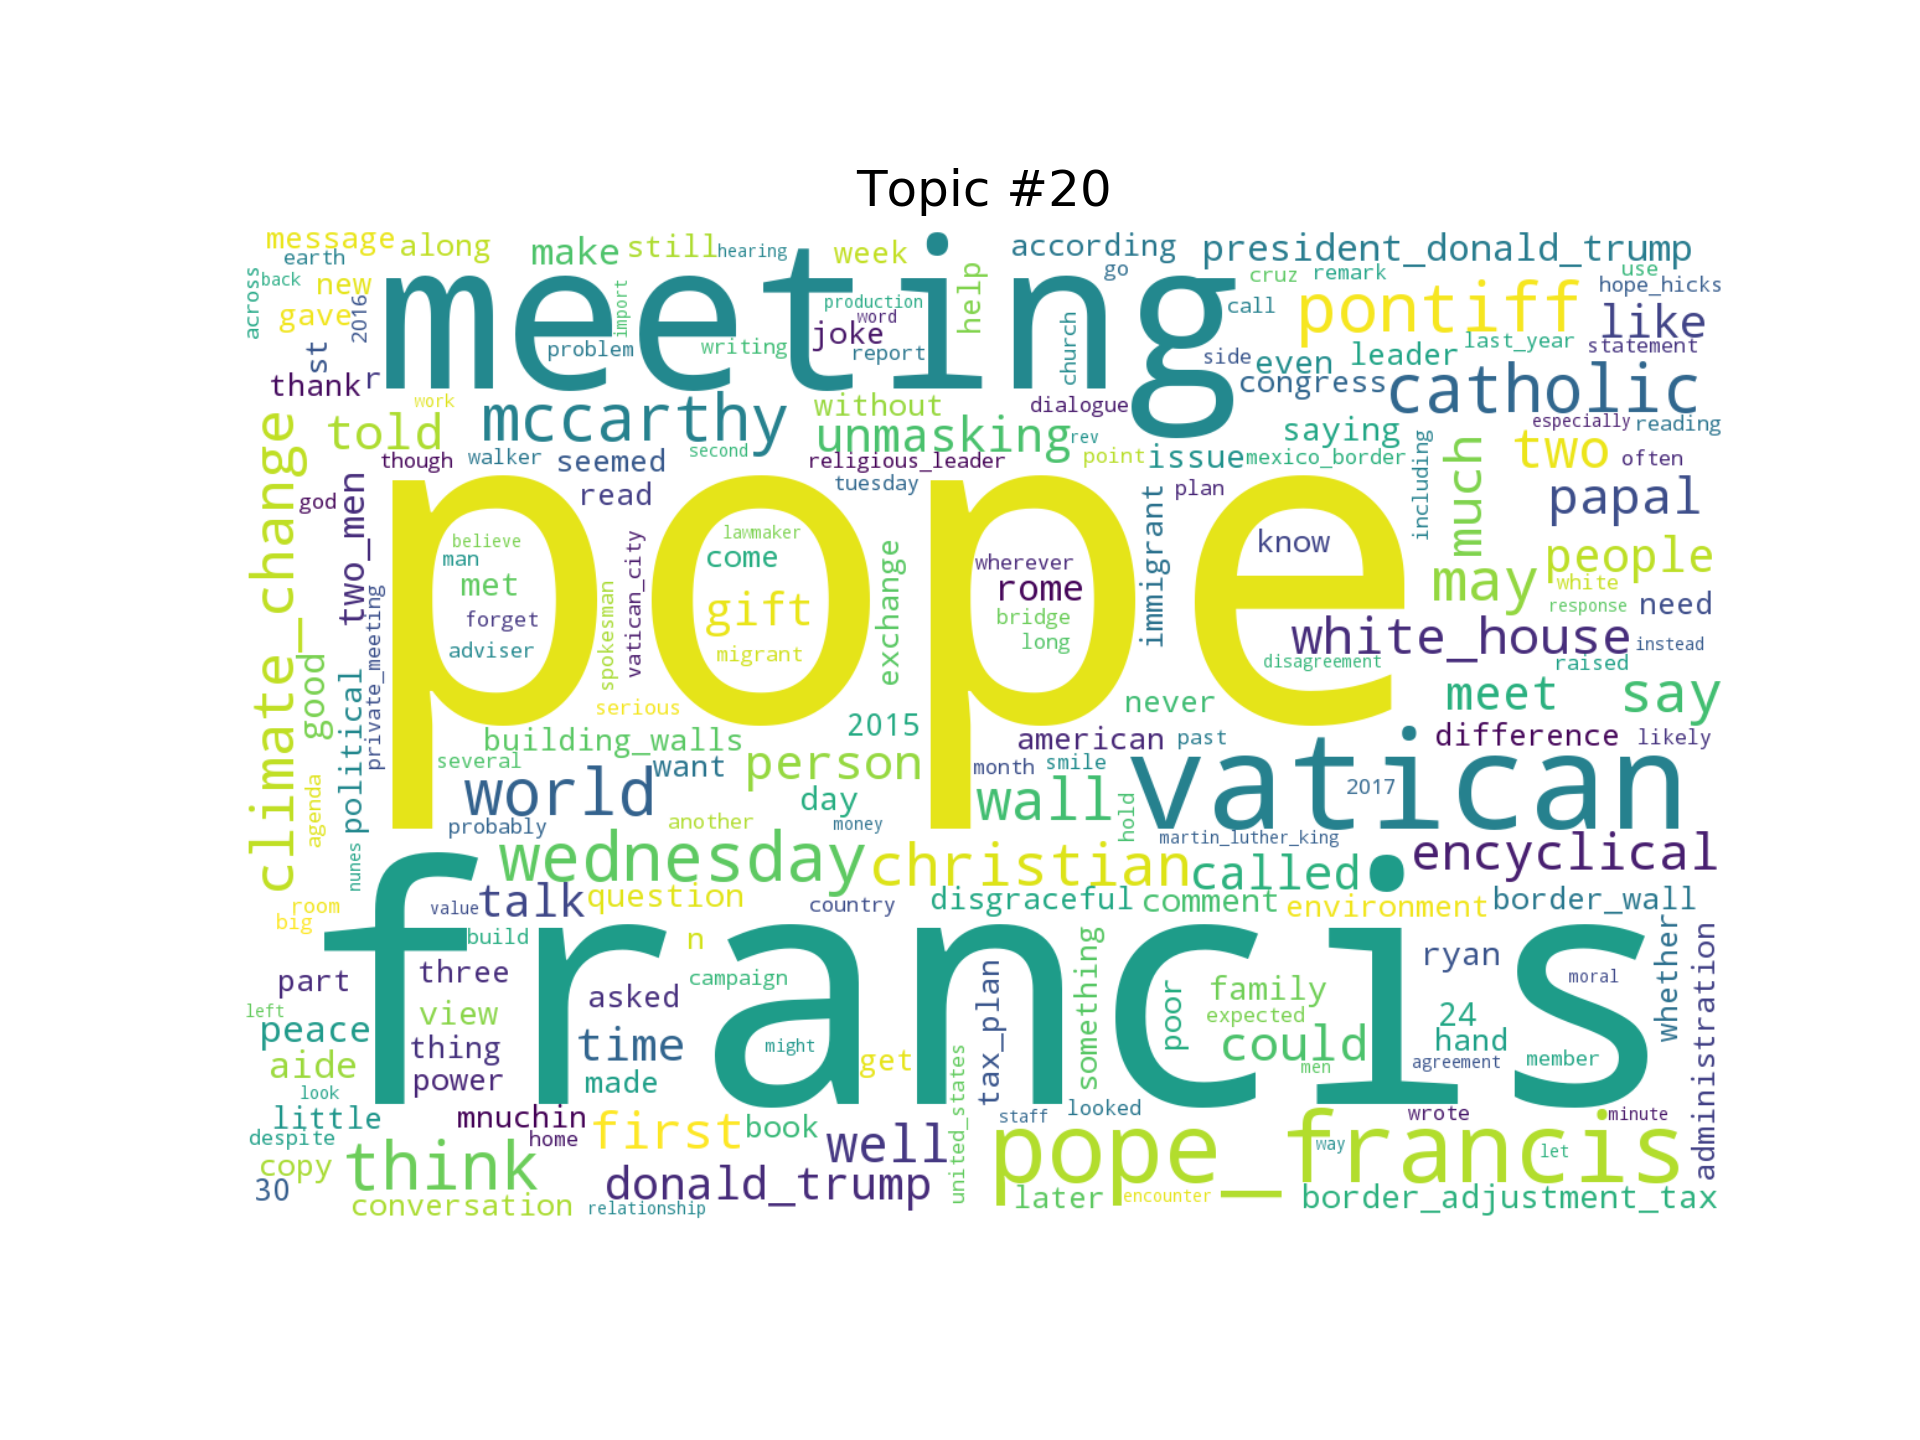 Topic #20
message along make still hearing week according president_donald_trump
earth go cruz remark use
across back new production help call hope_hicks
gave 2016 import meeting pontiff like
word joke
st problem writing report church side even leader last_year statement
thank r congress catholic
work mccarthy without dialogue especially reading
told unmasking rev saying two
though walker seemed second religious_leader point issue mexico_border often
climate_change god two_men read tuesday plan including much papal
pope
believe lawmaker know people
man come exchange wherever immigrant
met gift rome may white
forget bridge response need
adviser spokesman vatican_city migrant long white_house instead
disagreement raised
good political private_meeting serious never meet say
building_walls 2015 american past difference likely
several want person month smile vatican
world day wall 2017
agenda probably another money hold martin_luther_king
nunes wednesday christian called encyclical
room value talk question country disgraceful comment environment border_wall
big build n francis
part three campaign something ryan moral whether administration
left view asked tax_plan poor family
peace thing time might expected 24
aide power made get could hand member
look men agreement
little mnuchin first book well united_states staff looked wrote minute
despite home pope_francis way let
copy think
30 donald_trump later encounter border_adjustment_tax
conversation relationship